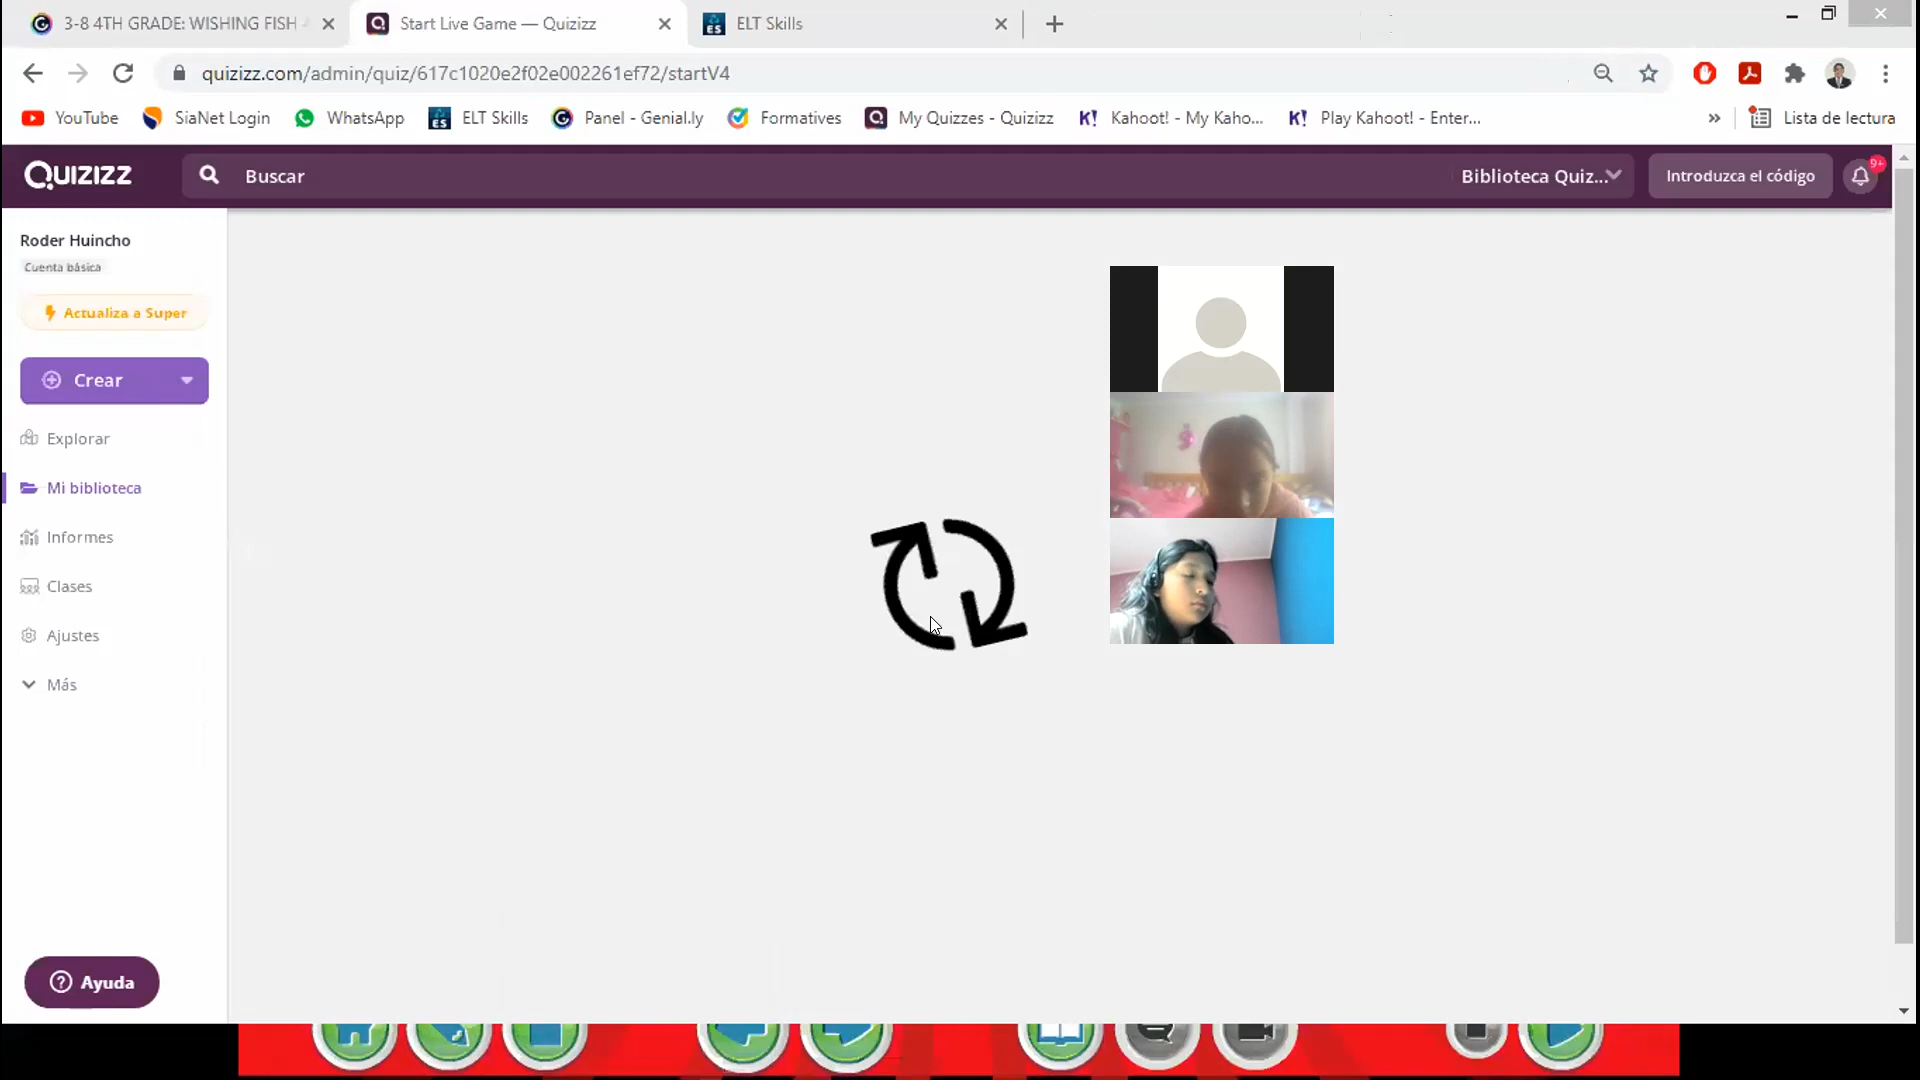 3-8 4TH GRADE: WISHING FISH
Start Live Game — Quizizz
ELT Skills
quizizz.com/admin/quiz/617c1020e2f02e002261ef72/startV4
YouTube
SiaNet Login
WhatsApp
ES
ELT Skills
Panel - Genial.ly
Formatives
My Quizzes - Quizizz
K! Kahoot! - My Kaho...
K! Play Kahoot! - Enter...
»
Lista de lectura
QUIZIZZ
Buscar
Biblioteca Quiz...
Introduzca el código
9+
Roder Huincho
Cuenta básica
Actualiza a Super
Crear
Explorar
Mi biblioteca
Informes
Clases
Ajustes
Más
? Ayuda